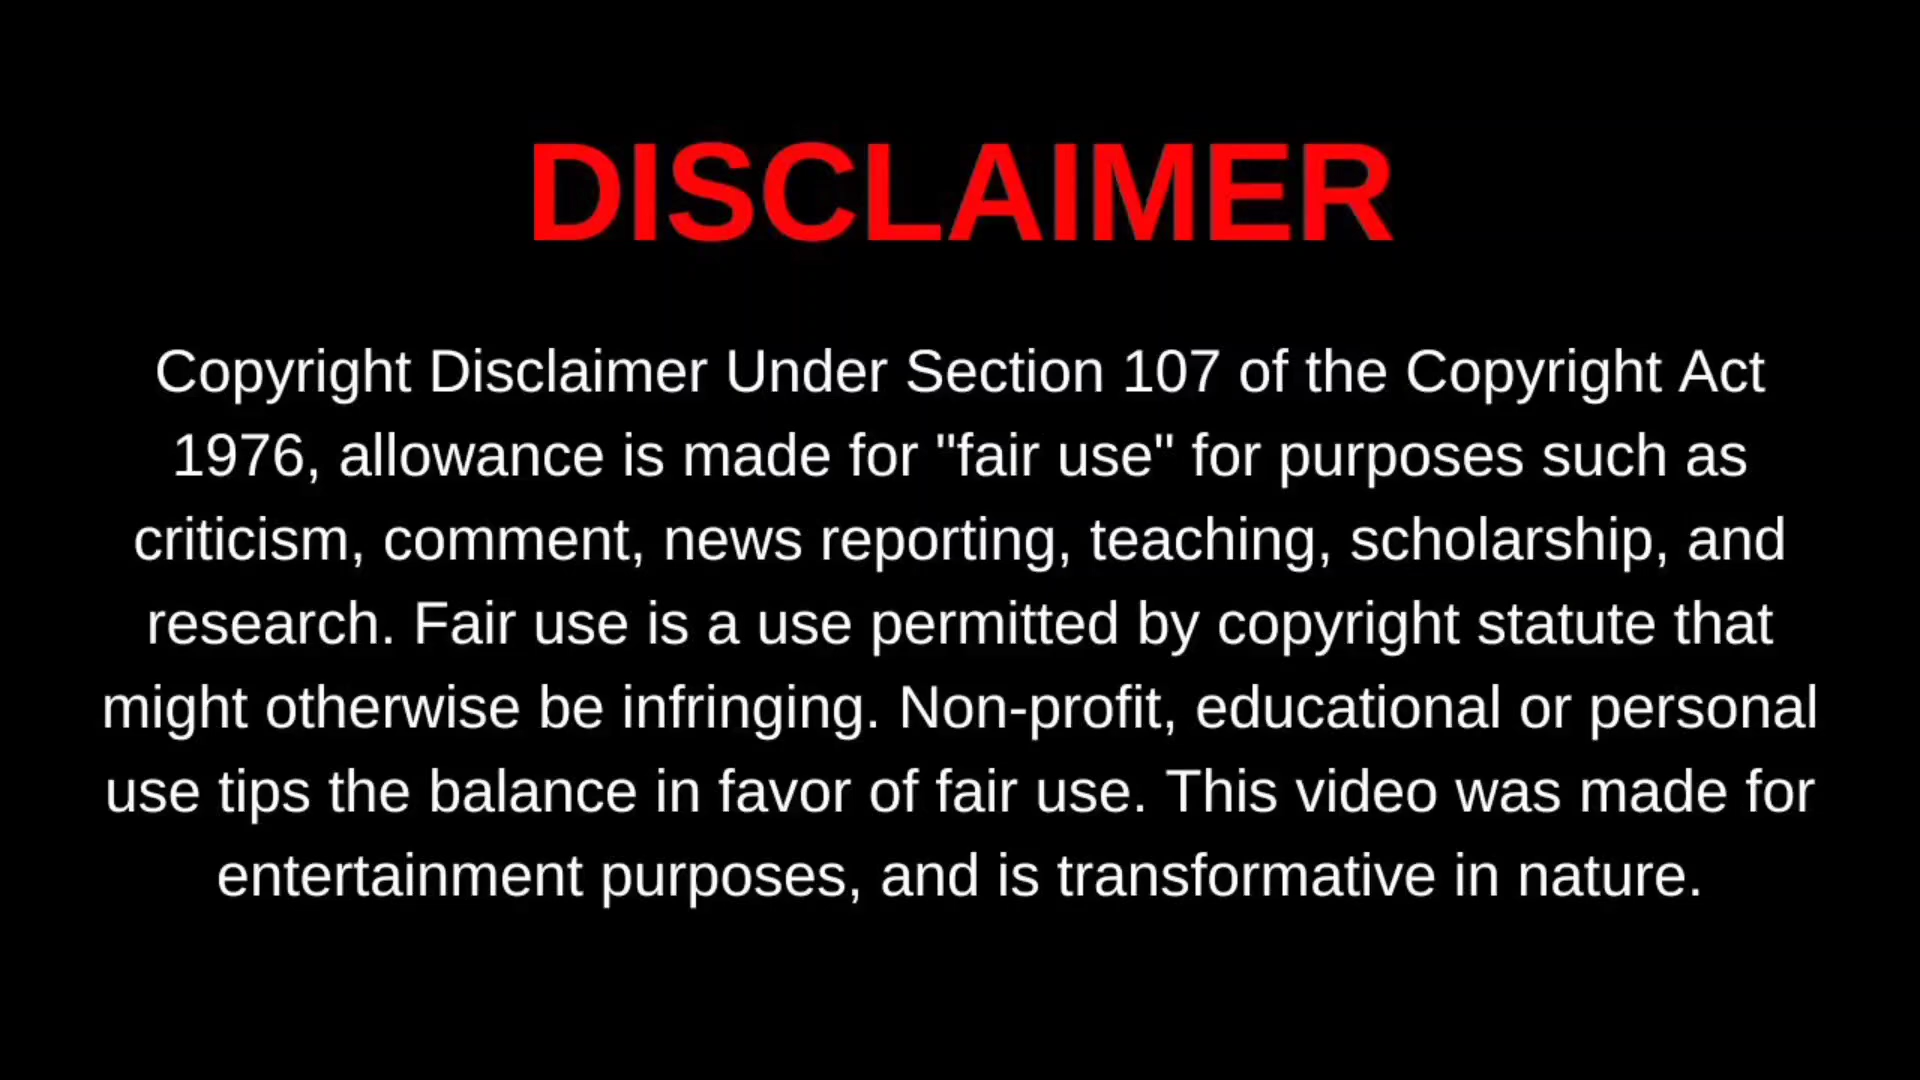 DISCLAIMER
Copyright Disclaimer Under Section 107 of the Copyright Act
1976, allowance is made for "fair use" for purposes such as
criticism, comment, news reporting, teaching, scholarship, and
research. Fair use is a use permitted by copyright statute that
might otherwise be infringing. Non-profit, educational or personal
use tips the balance in favor of fair use. This video was made for
entertainment purposes, and is transformative in nature.